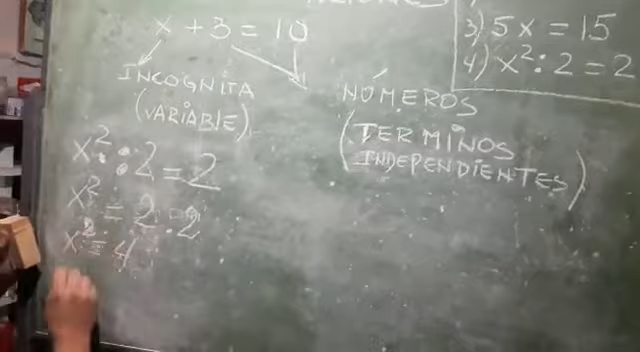 x + 3 = 10
INCOGNITA
(VARIABLE)
NÚMEROS
(TERMINOS
INDEPENDIENTES)
3) 5x = 15
4) x² : 2 = 2
x² : 2 = 2
x² = 2 · 2
x² = 4